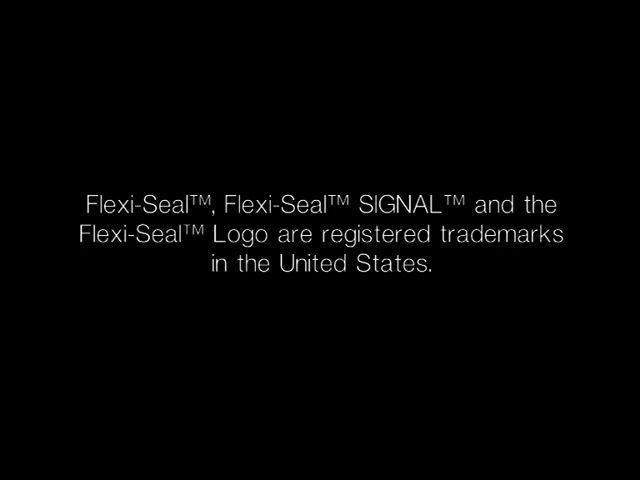 Flexi-Seal™, Flexi-Seal™ SIGNAL™ and the
Flexi-Seal™ Logo are registered trademarks
in the United States.